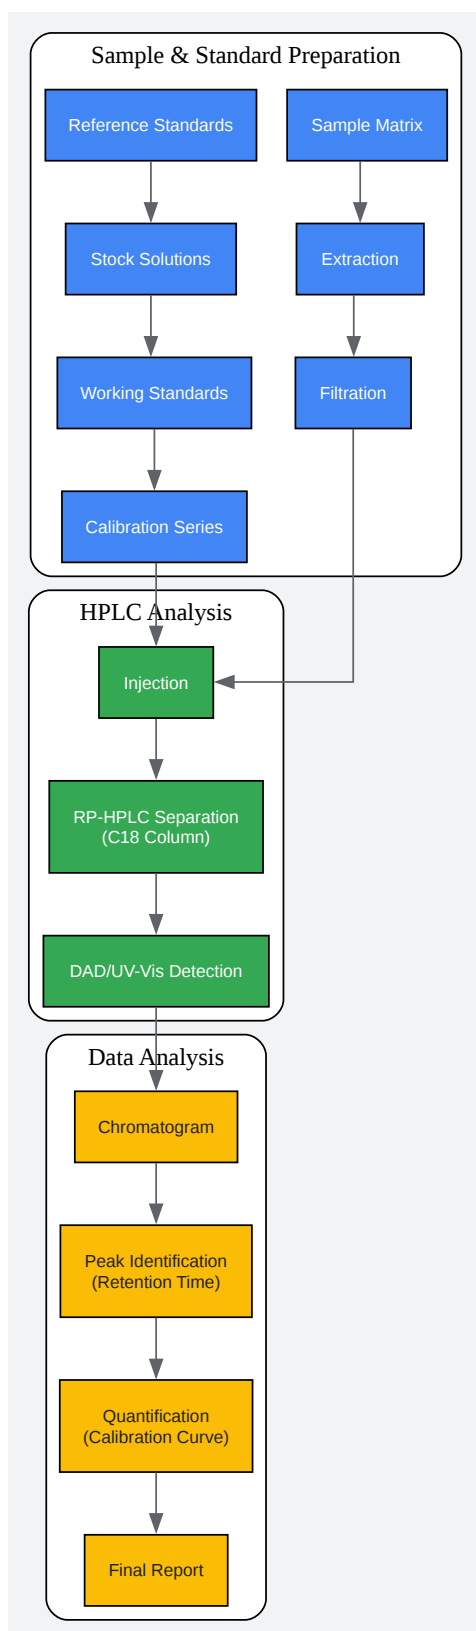 Sample & Standard Preparation
Reference Standards
Sample Matrix
Stock Solutions
Extraction
Working Standards
Filtration
Calibration Series
HPLC Analysis
Injection
RP-HPLC Separation
(C18 Column)
DAD/UV-Vis Detection
Data Analysis
Chromatogram
Peak Identification
(Retention Time)
Quantification
(Calibration Curve)
Final Report